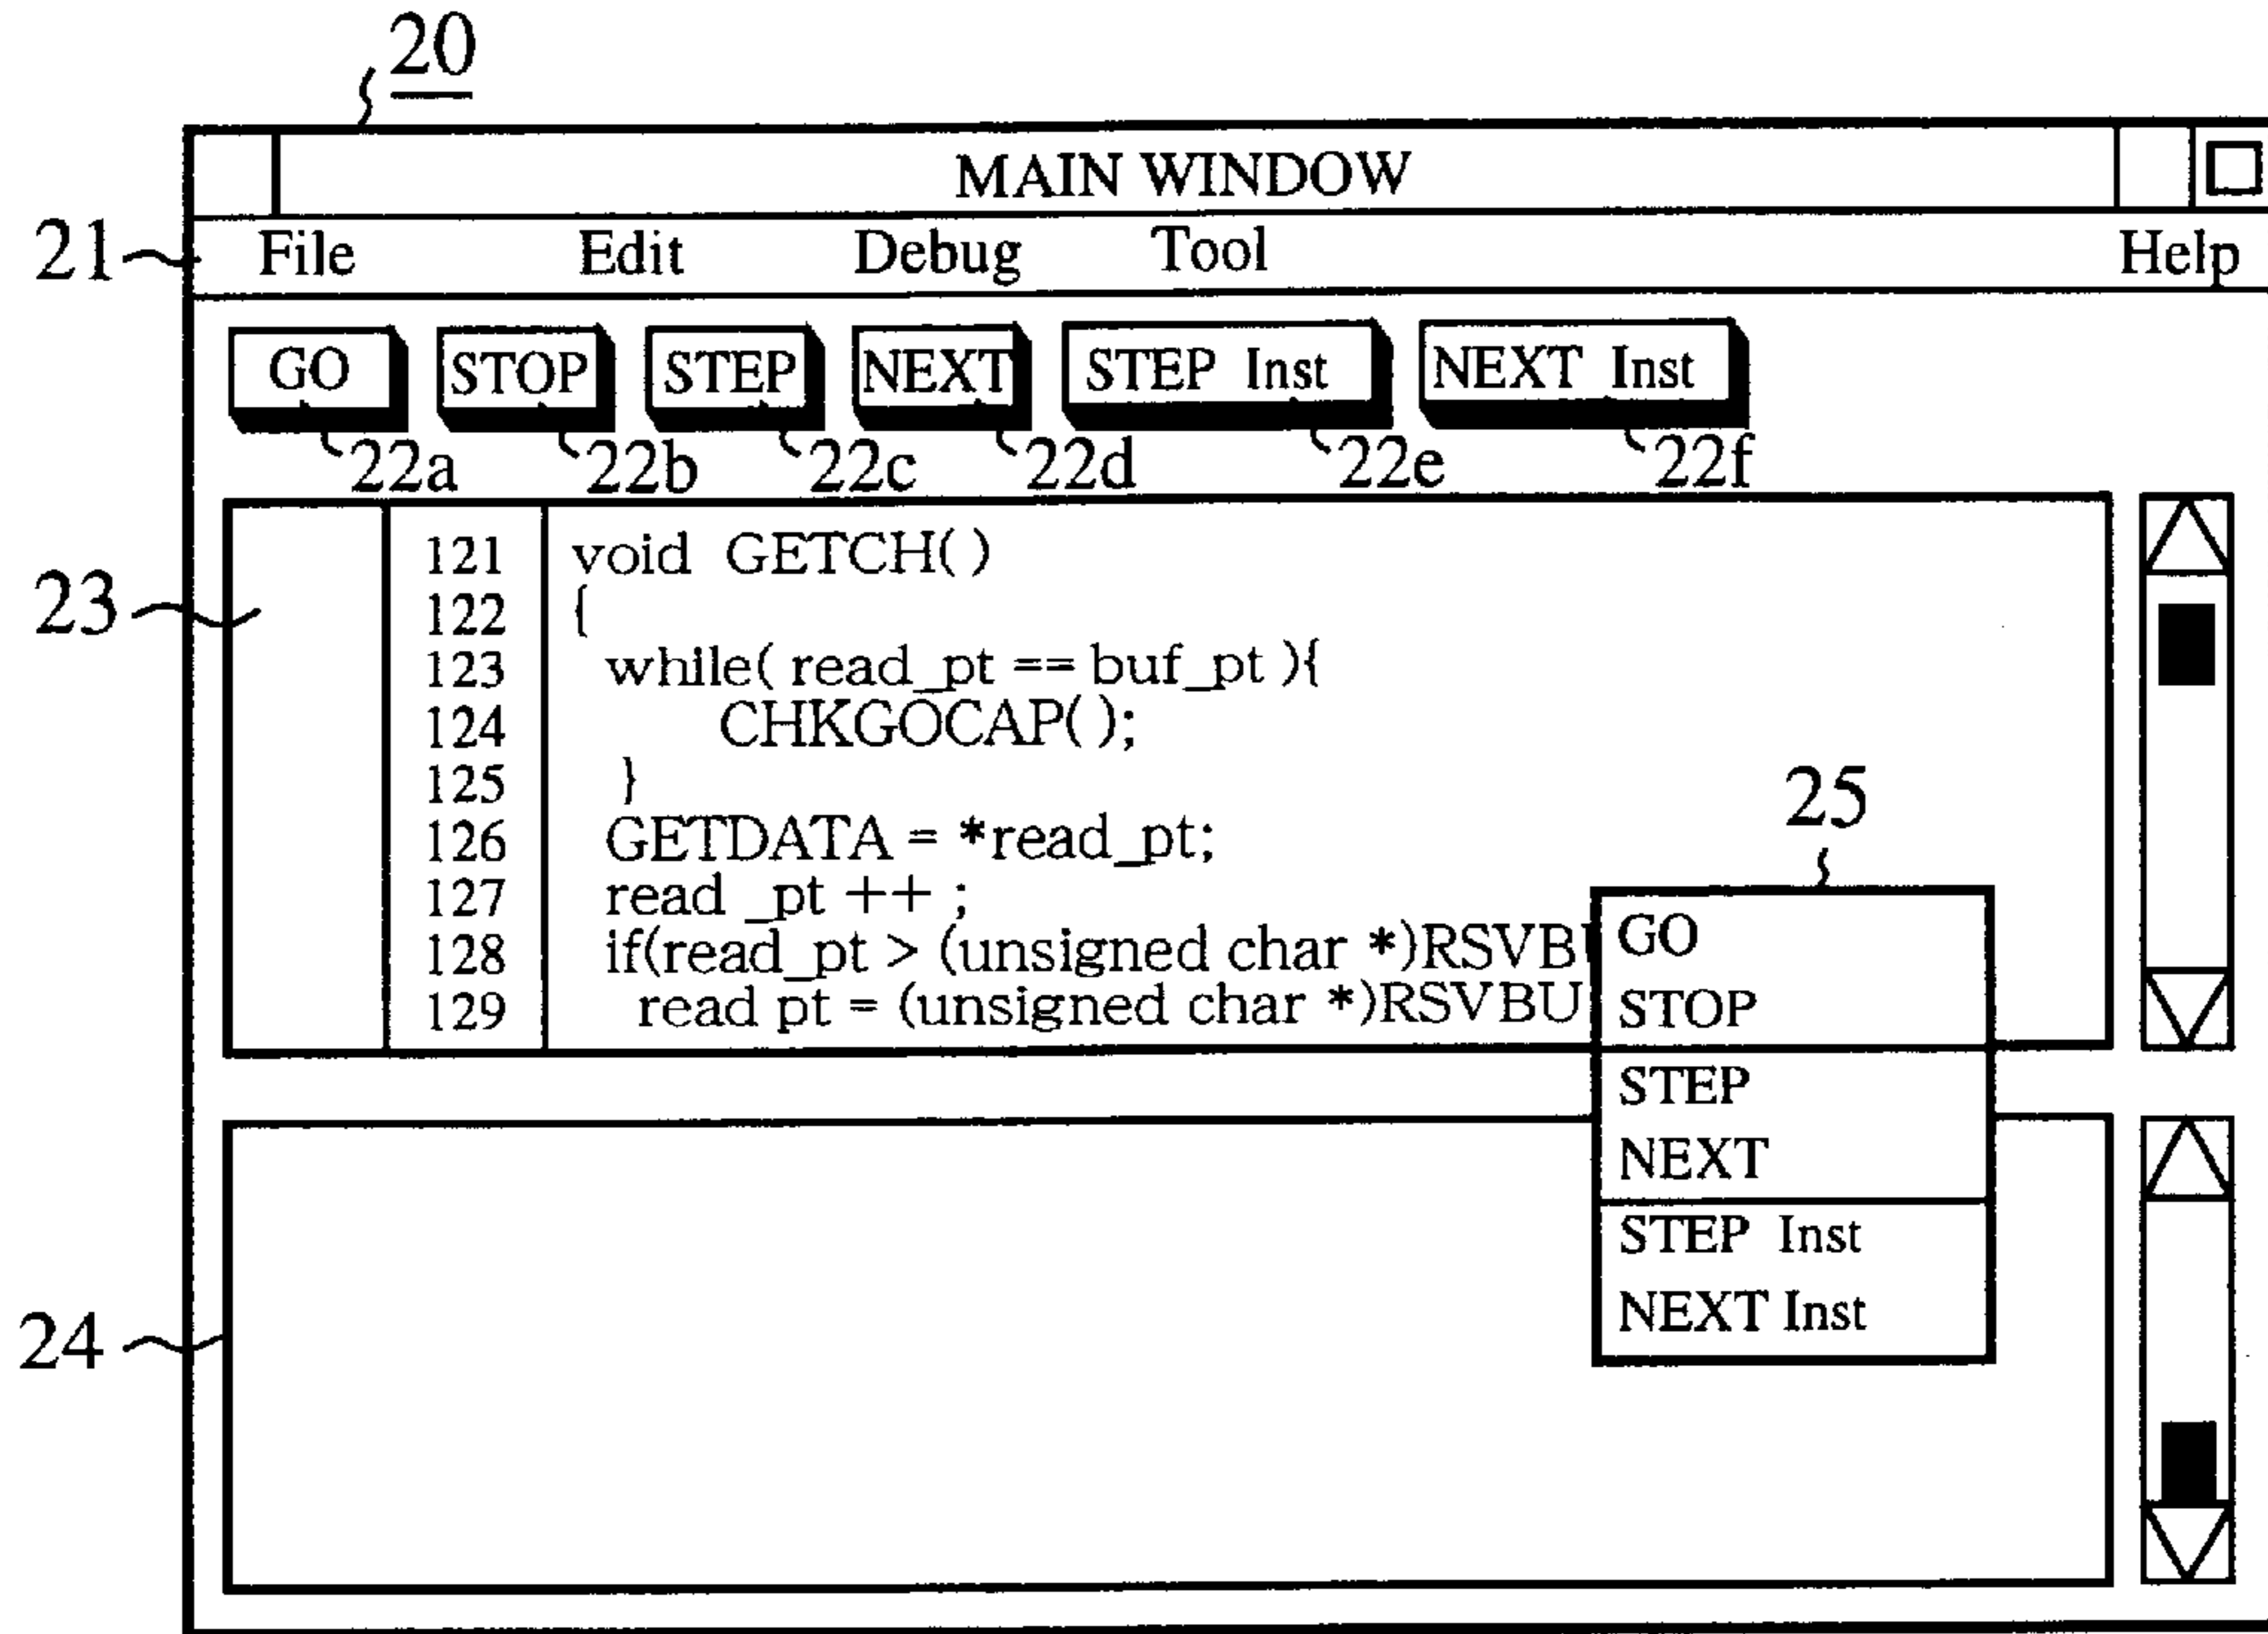 20
MAIN WINDOW
21
File Edit Debug Tool Help
GO STOP STEP NEXT STEP Inst NEXT Inst
22a 22b 22c 22d 22e 22f
23
121 void GETCH()
122 {
123 while( read_pt == buf_pt ){
124 CHKGOCAP();
125 }
126 GETDATA = *read_pt;
127 read _pt ++ ;
128 if(read_pt > (unsigned char *)RSVB
129 read pt = (unsigned char *)RSVBU
25
GO
STOP
STEP
NEXT
STEP Inst
NEXT Inst
24